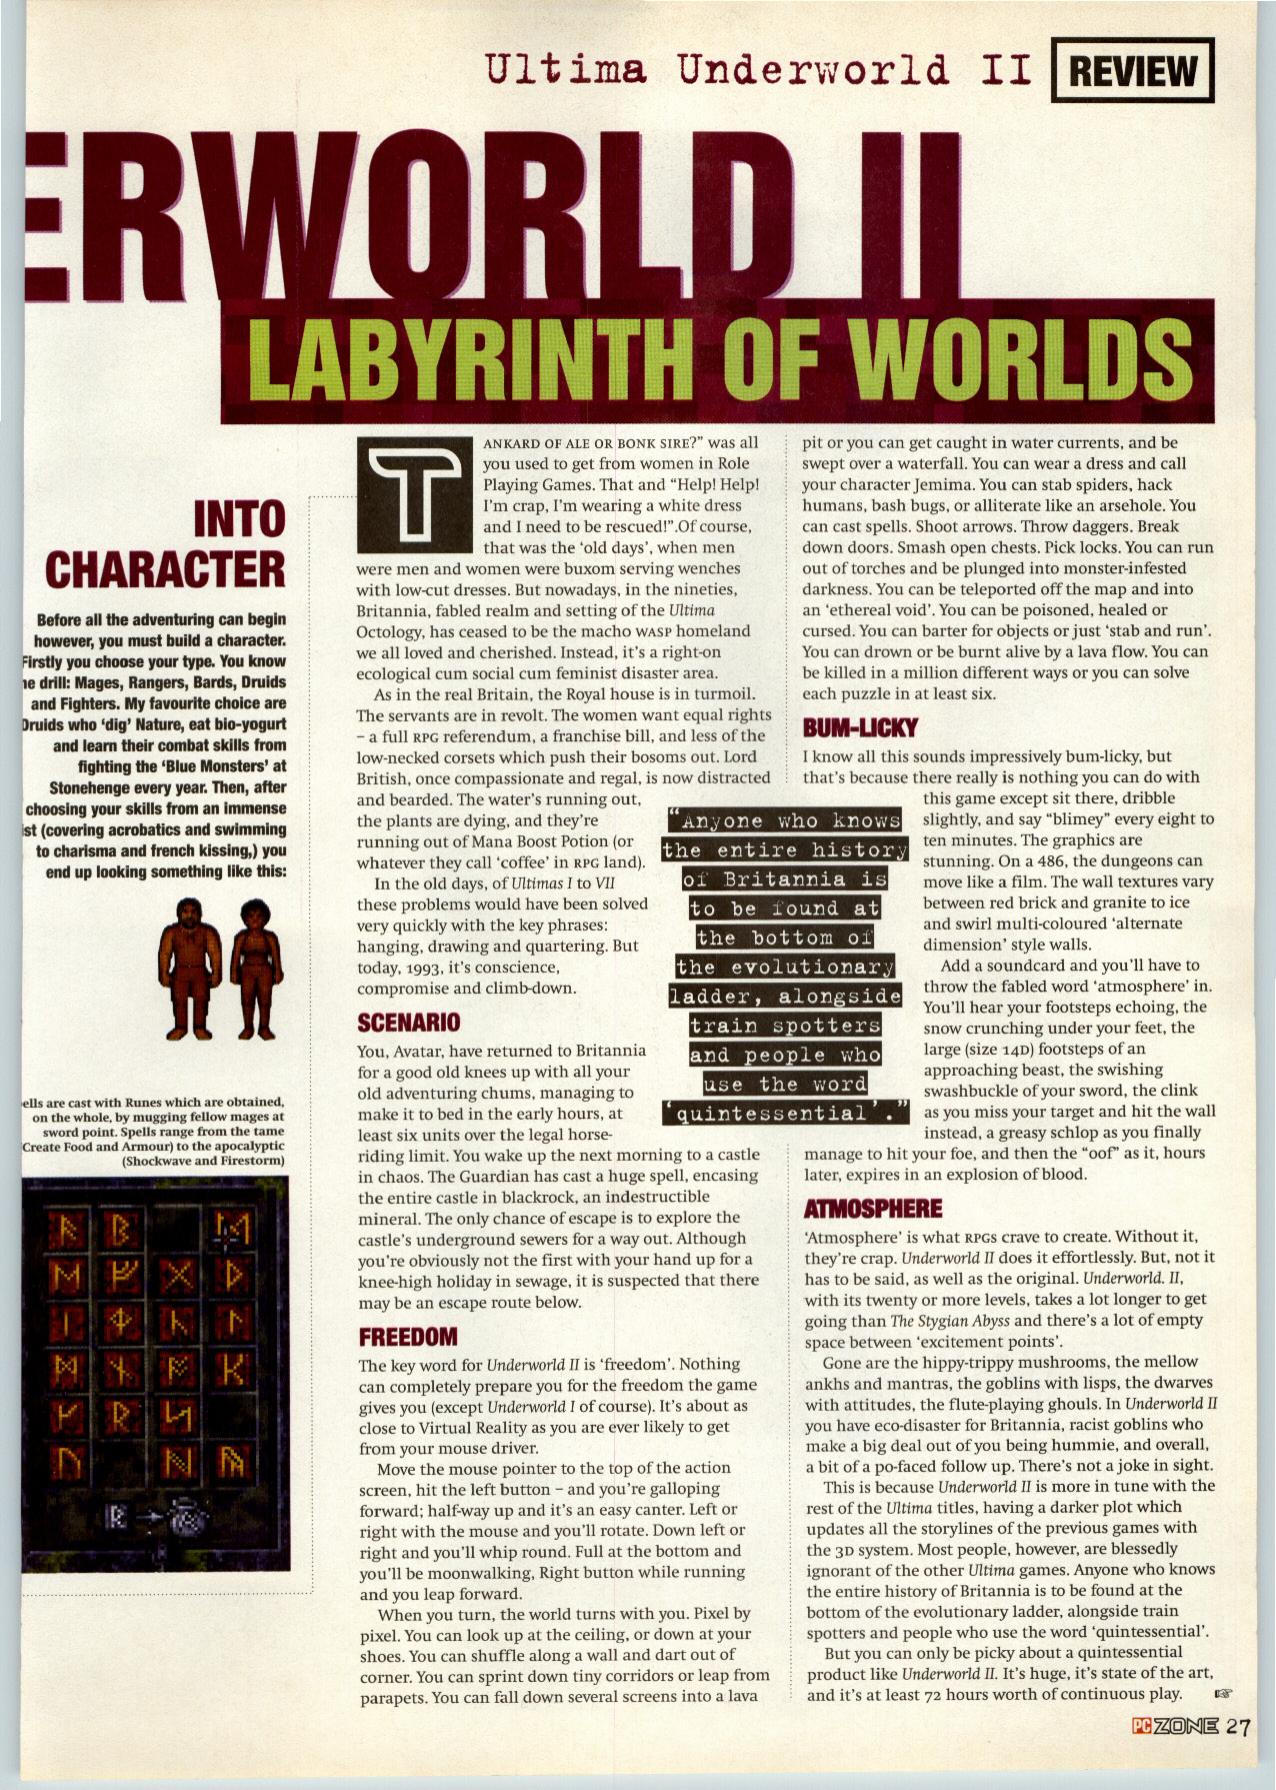 Ultima Underworld II REVIEW
ERWORLD II
LABYRINTH OF WORLDS
INTO
CHARACTER
Before all the adventuring can begin
however, you must build a character.
Firstly you choose your type. You know
he drill: Mages, Rangers, Bards, Druids
and Fighters. My favourite choice are
Druids who ‘dig’ Nature, eat bio-yogurt
and learn their combat skills from
fighting the ‘Blue Monsters’ at
Stonehenge every year. Then, after
choosing your skills from an immense
ist (covering acrobatics and swimming
to charisma and french kissing,) you
end up looking something like this:
ells are cast with Runes which are obtained,
on the whole, by mugging fellow mages at
sword point. Spells range from the tame
Create Food and Armour) to the apocalyptic
(Shockwave and Firestorm)
TANKARD OF ALE OR BONK SIRE?” was all
you used to get from women in Role
Playing Games. That and “Help! Help!
I’m crap, I’m wearing a white dress
and I need to be rescued!”.Of course,
that was the ‘old days’, when men
were men and women were buxom serving wenches
with low-cut dresses. But nowadays, in the nineties,
Britannia, fabled realm and setting of the Ultima
Octology, has ceased to be the macho WASP homeland
we all loved and cherished. Instead, it’s a right-on
ecological cum social cum feminist disaster area.
As in the real Britain, the Royal house is in turmoil.
The servants are in revolt. The women want equal rights
– a full RPG referendum, a franchise bill, and less of the
low-necked corsets which push their bosoms out. Lord
British, once compassionate and regal, is now distracted
and bearded. The water’s running out,
the plants are dying, and they’re
running out of Mana Boost Potion (or
whatever they call ‘coffee’ in RPG land).
In the old days, of Ultimas I to VII
these problems would have been solved
very quickly with the key phrases:
hanging, drawing and quartering. But
today, 1993, it’s conscience,
compromise and climb-down.
SCENARIO
You, Avatar, have returned to Britannia
for a good old knees up with all your
old adventuring chums, managing to
make it to bed in the early hours, at
least six units over the legal horse-
riding limit. You wake up the next morning to a castle
in chaos. The Guardian has cast a huge spell, encasing
the entire castle in blackrock, an indestructible
mineral. The only chance of escape is to explore the
castle’s underground sewers for a way out. Although
you’re obviously not the first with your hand up for a
knee-high holiday in sewage, it is suspected that there
may be an escape route below.
FREEDOM
The key word for Underworld II is ‘freedom’. Nothing
can completely prepare you for the freedom the game
gives you (except Underworld I of course). It’s about as
close to Virtual Reality as you are ever likely to get
from your mouse driver.
Move the mouse pointer to the top of the action
screen, hit the left button – and you’re galloping
forward; half-way up and it’s an easy canter. Left or
right with the mouse and you’ll rotate. Down left or
right and you’ll whip round. Full at the bottom and
you’ll be moonwalking, Right button while running
and you leap forward.
When you turn, the world turns with you. Pixel by
pixel. You can look up at the ceiling, or down at your
shoes. You can shuffle along a wall and dart out of
corner. You can sprint down tiny corridors or leap from
parapets. You can fall down several screens into a lava
“Anyone who knows
the entire history
of Britannia is
to be found at
the bottom of
the evolutionary
ladder, alongside
train spotters
and people who
use the word
‘quintessential’.”
pit or you can get caught in water currents, and be
swept over a waterfall. You can wear a dress and call
your character Jemima. You can stab spiders, hack
humans, bash bugs, or alliterate like an arsehole. You
can cast spells. Shoot arrows. Throw daggers. Break
down doors. Smash open chests. Pick locks. You can run
out of torches and be plunged into monster-infested
darkness. You can be teleported off the map and into
an ‘ethereal void’. You can be poisoned, healed or
cursed. You can barter for objects or just ‘stab and run’.
You can drown or be burnt alive by a lava flow. You can
be killed in a million different ways or you can solve
each puzzle in at least six.
BUM-LICKY
I know all this sounds impressively bum-licky, but
that’s because there really is nothing you can do with
this game except sit there, dribble
slightly, and say “blimey” every eight to
ten minutes. The graphics are
stunning. On a 486, the dungeons can
move like a film. The wall textures vary
between red brick and granite to ice
and swirl multi-coloured ‘alternate
dimension’ style walls.
Add a soundcard and you’ll have to
throw the fabled word ‘atmosphere’ in.
You’ll hear your footsteps echoing, the
snow crunching under your feet, the
large (size 14D) footsteps of an
approaching beast, the swishing
swashbuckle of your sword, the clink
as you miss your target and hit the wall
instead, a greasy schlop as you finally
manage to hit your foe, and then the “oof” as it, hours
later, expires in an explosion of blood.
ATMOSPHERE
‘Atmosphere’ is what RPGS crave to create. Without it,
they’re crap. Underworld II does it effortlessly. But, not it
has to be said, as well as the original. Underworld. II,
with its twenty or more levels, takes a lot longer to get
going than The Stygian Abyss and there’s a lot of empty
space between ‘excitement points’.
Gone are the hippy-trippy mushrooms, the mellow
ankhs and mantras, the goblins with lisps, the dwarves
with attitudes, the flute-playing ghouls. In Underworld II
you have eco-disaster for Britannia, racist goblins who
make a big deal out of you being hummie, and overall,
a bit of a po-faced follow up. There’s not a joke in sight.
This is because Underworld II is more in tune with the
rest of the Ultima titles, having a darker plot which
updates all the storylines of the previous games with
the 3D system. Most people, however, are blessedly
ignorant of the other Ultima games. Anyone who knows
the entire history of Britannia is to be found at the
bottom of the evolutionary ladder, alongside train
spotters and people who use the word ‘quintessential’.
But you can only be picky about a quintessential
product like Underworld II. It’s huge, it’s state of the art,
and it’s at least 72 hours worth of continuous play.
PC ZONE 27